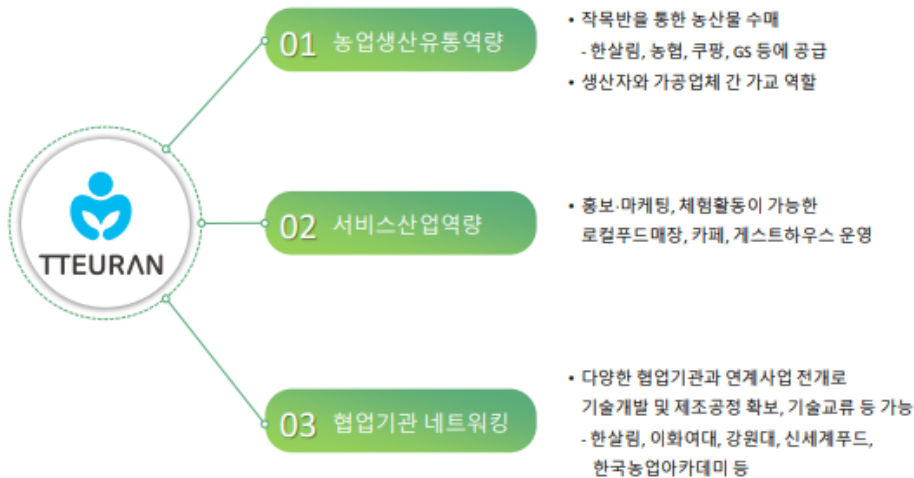 TTEURAN
01 농업생산유통역량
• 작목반을 통한 농산물 수매
- 한살림, 농협, 쿠팡, GS 등에 공급
• 생산자와 가공업체 간 가교 역할
02 서비스산업역량
• 홍보·마케팅, 체험활동이 가능한
로컬푸드매장, 카페, 게스트하우스 운영
03 협업기관 네트워킹
• 다양한 협업기관과 연계사업 전개로
기술개발 및 제조공정 확보, 기술교류 등 가능
- 한살림, 이화여대, 강원대, 신세계푸드,
한국농업아카데미 등